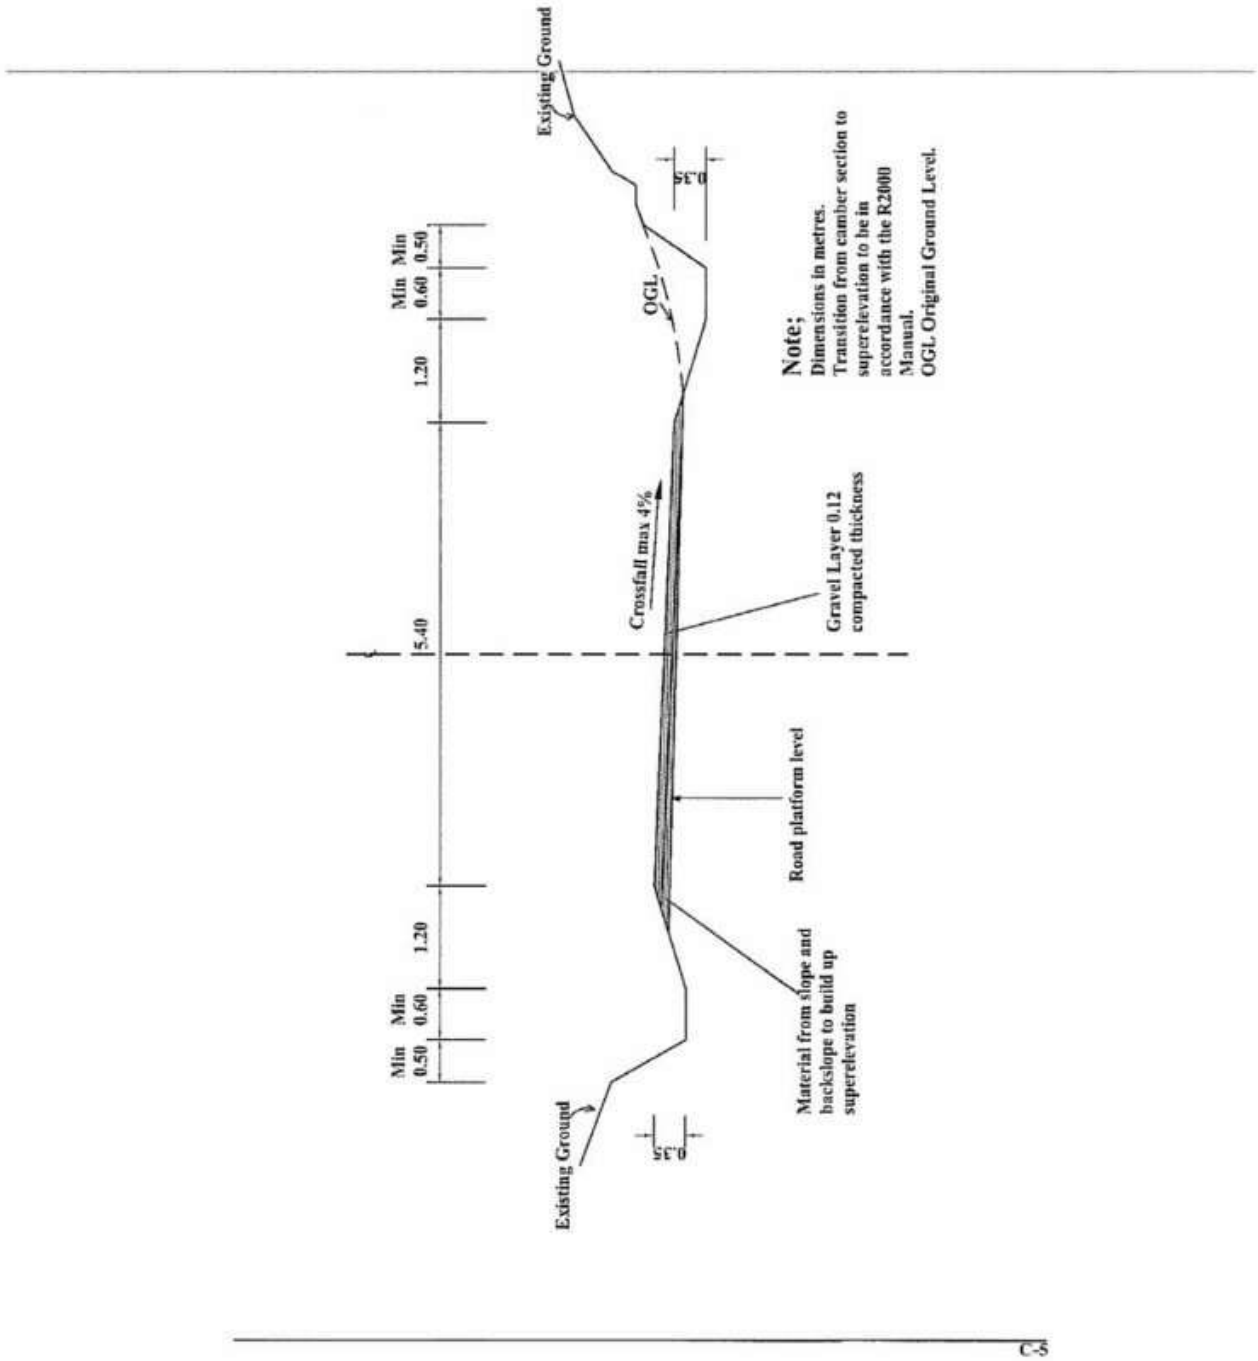 Existing Ground
Min
0.50
Min
0.60
1.20
5.40
1.20
Min
0.60
Min
0.50
Existing Ground
0.35
Crossfall max 4%
OGL
0.35
Material from slope and
backslope to build up
superelevation
Road platform level
Gravel Layer 0.12
compacted thickness
Note;
Dimensions in metres.
Transition from camber section to
superelevation to be in
accordance with the R2000
Manual.
OGL Original Ground Level.
C-5